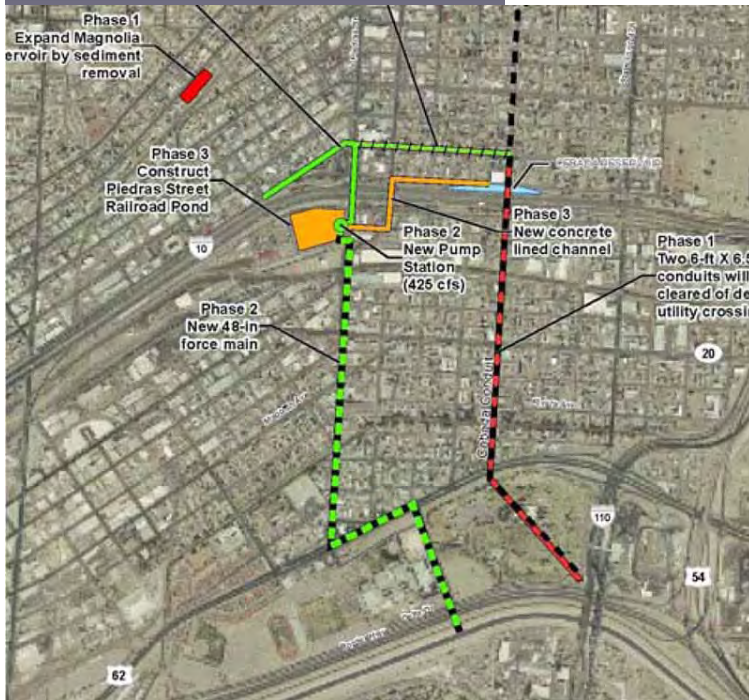 Phase 1
Expand Magnolia
ervoir by sediment
removal
Phase 3
Construct
Piedras Street
Railroad Pond
10
Phase 2
New Pump
Station
(425 cfs)
Phase 3
New concrete
lined channel
Phase 1
Two 6-ft X 6.5
conduits will
cleared of de
utility crossi
Phase 2
New 48-in
force main
20
Conduit
110
54
62